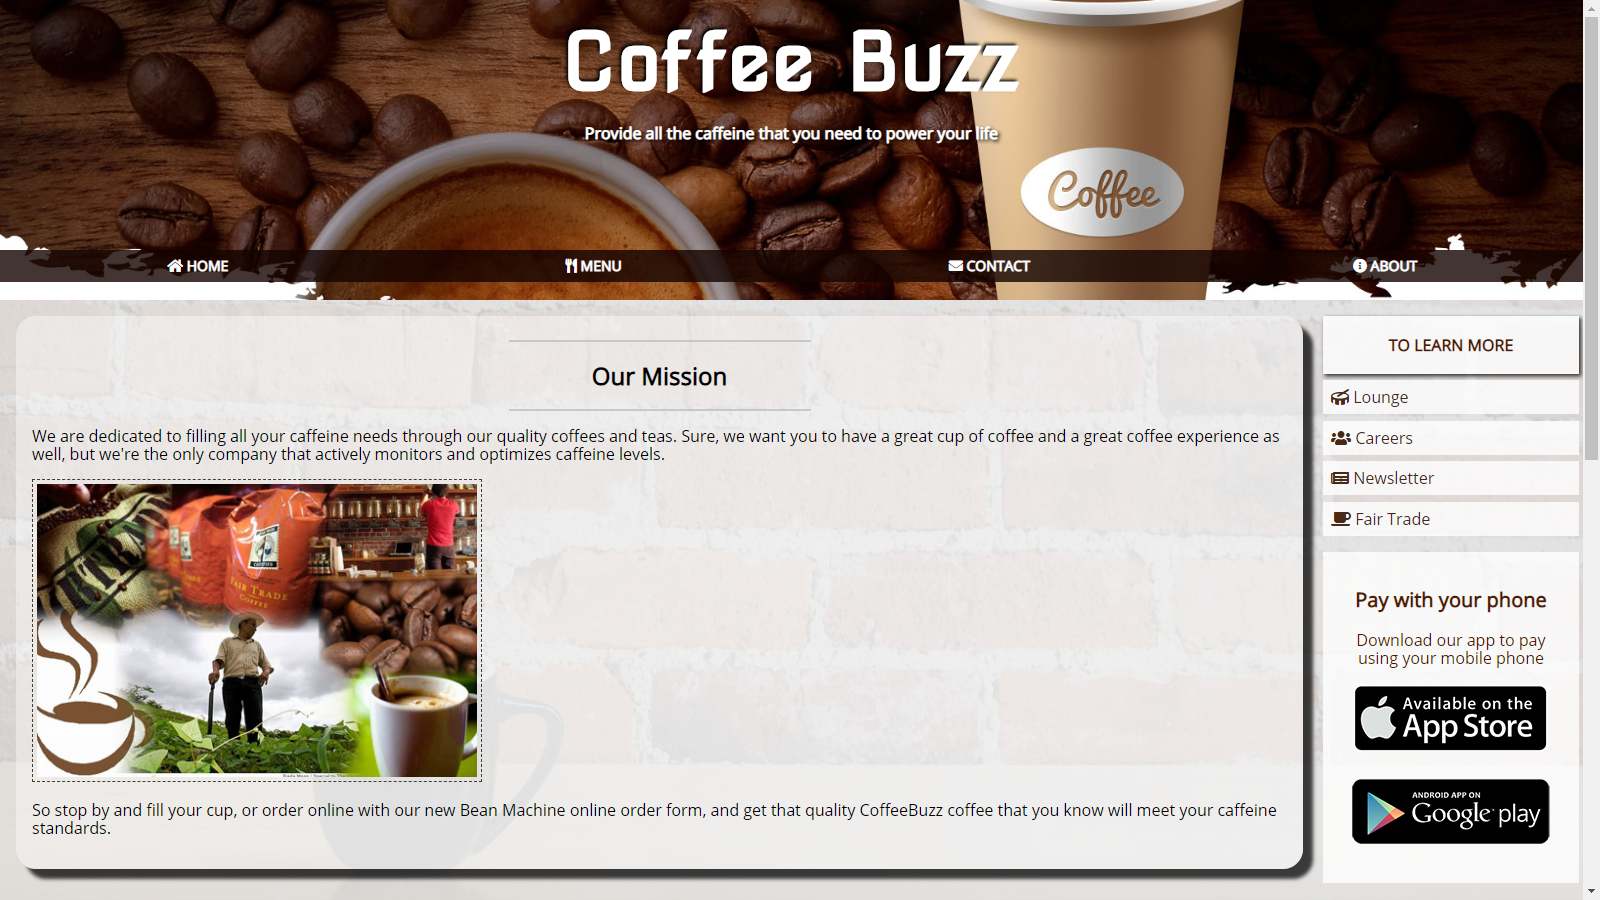 Coffee Buzz
Provide all the caffeine that you need to power your life
Coffee
HOME
MENU
CONTACT
ABOUT
Our Mission
We are dedicated to filling all your caffeine needs through our quality coffees and teas. Sure, we want you to have a great cup of coffee and a great coffee experience as
well, but we're the only company that actively monitors and optimizes caffeine levels.
FAIR TRADE
COFFEE
So stop by and fill your cup, or order online with our new Bean Machine online order form, and get that quality CoffeeBuzz coffee that you know will meet your caffeine
standards.
TO LEARN MORE
Lounge
Careers
Newsletter
Fair Trade
Pay with your phone
Download our app to pay
using your mobile phone
Available on the
App Store
ANDROID APP ON
Google play